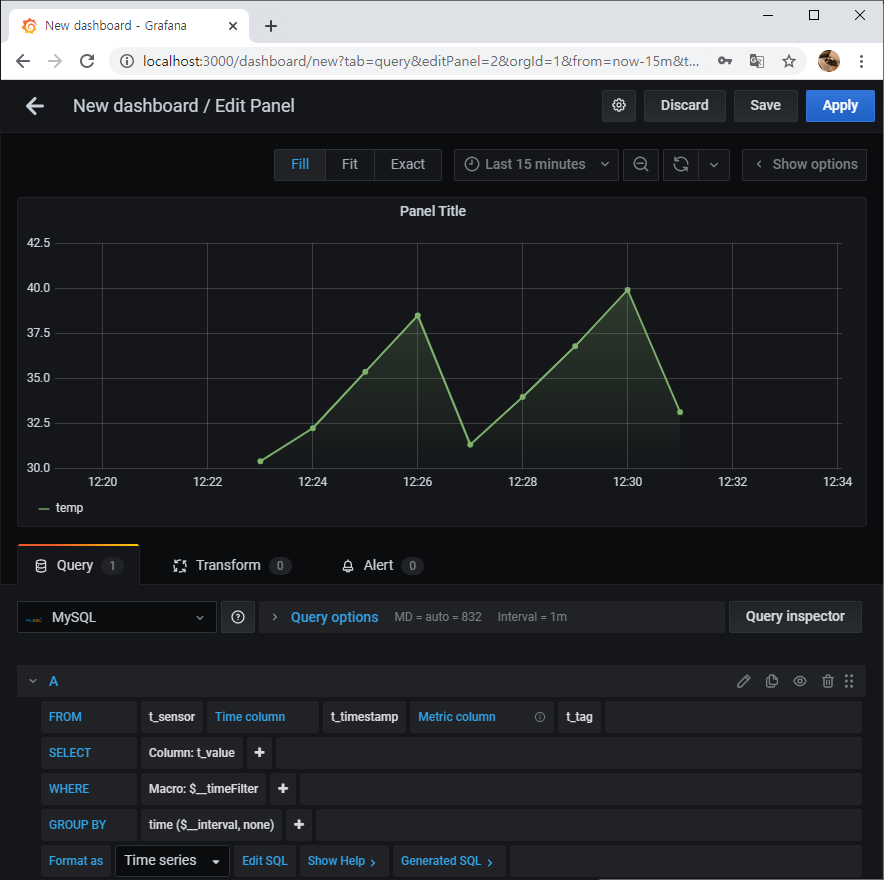 New dashboard - Grafana
localhost:3000/dashboard/new?tab=query&editPanel=2&orgId=1&from=now-15m&t...
New dashboard / Edit Panel
Discard
Save
Apply
Fill
Fit
Exact
Last 15 minutes
Show options
Panel Title
42.5
40.0
37.5
35.0
32.5
30.0
12:20
12:22
12:24
12:26
12:28
12:30
12:32
12:34
temp
Query 1
Transform 0
Alert 0
MySQL
Query options
MD = auto = 832
Interval = 1m
Query inspector
A
FROM t_sensor Time column t_timestamp Metric column t_tag
SELECT Column: t_value +
WHERE Macro: $__timeFilter +
GROUP BY time ($__interval, none) +
Format as Time series Edit SQL Show Help > Generated SQL >